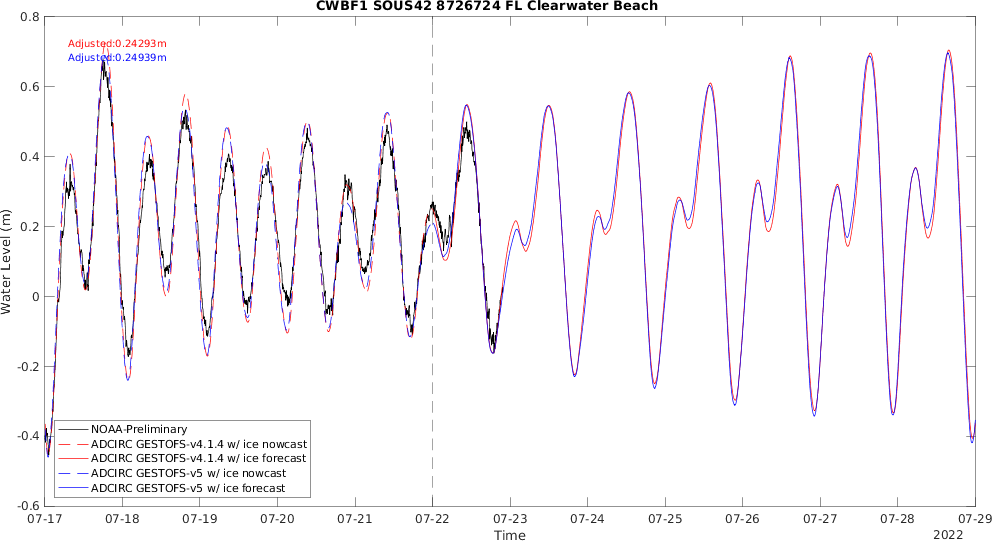 CWBF1 SOUS42 8726724 FL Clearwater Beach
Adjusted:0.24293m
Adjusted:0.24939m
Water Level (m)
0.8
0.6
0.4
0.2
0
-0.2
-0.4
-0.6
NOAA-Preliminary
ADCIRC GESTOFS-v4.1.4 w/ ice nowcast
ADCIRC GESTOFS-v4.1.4 w/ ice forecast
ADCIRC GESTOFS-v5 w/ ice nowcast
ADCIRC GESTOFS-v5 w/ ice forecast
07-17 07-18 07-19 07-20 07-21 07-22 07-23 07-24 07-25 07-26 07-27 07-28 07-29
Time
2022